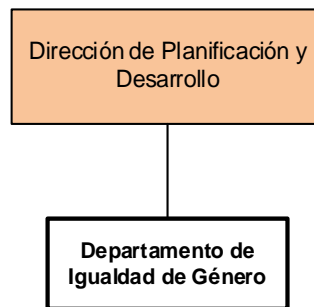 Dirección de Planificación y
Desarrollo
Departamento de
Igualdad de Género